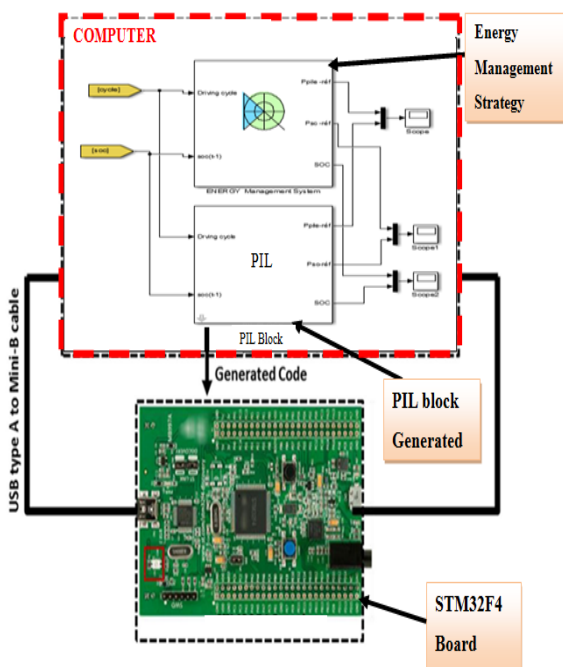 COMPUTER
Energy
Management
Strategy
[cycle]
[soc]
Driving cycle
soc(t-1)
Ppile -réf
Psc -réf
SOC
ENERGY Management System
Scope
Driving cycle
soc(t-1)
PIL
Ppile-réf
Psc-réf
SOC
Scope1
Scope2
PIL Block
Generated Code
PIL block
Generated
USB type A to Mini-B cable
STM32F4
Board